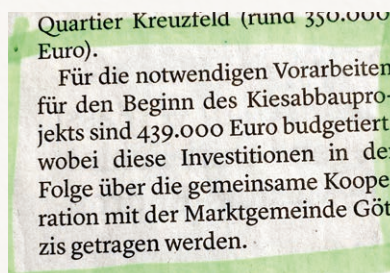 Quartier Kreuzfeld (rund 350.000
Euro).
Für die notwendigen Vorarbeiten
für den Beginn des Kiesabbaupro-
jekts sind 439.000 Euro budgetiert
wobei diese Investitionen in der
Folge über die gemeinsame Koope
ration mit der Marktgemeinde Göt
zis getragen werden.